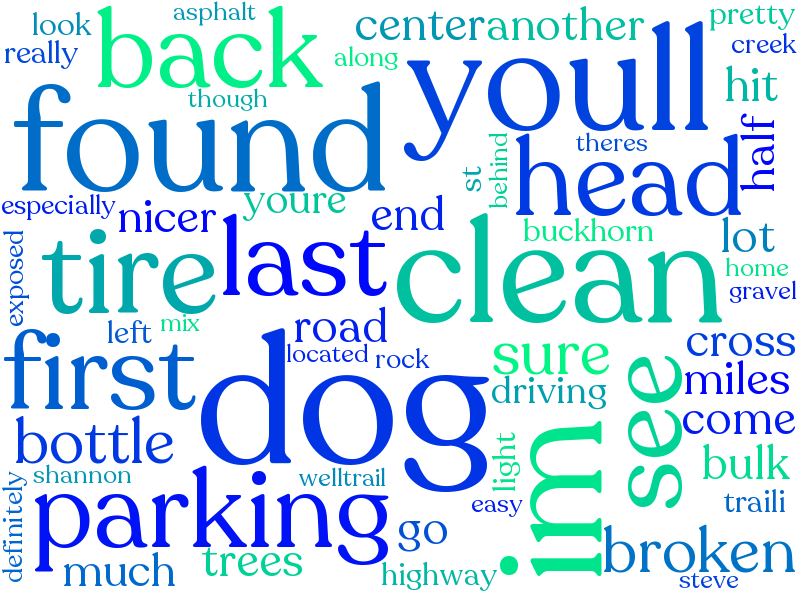 asphalt
look
really
back
center
another
pretty
creek
along
though
youll
hit
found
theres
half
behind
st
head
especially
nicer
youre
end
buckhorn
lot
home
gravel
exposed
tire
last
clean
left
mix
road
located
rock
first
dog
sure
driving
see
cross
miles
come
bottle
shannon
welltrail
light
easy
im
bulk
traili
definitely
parking
go
much
trees
highway
broken
steve